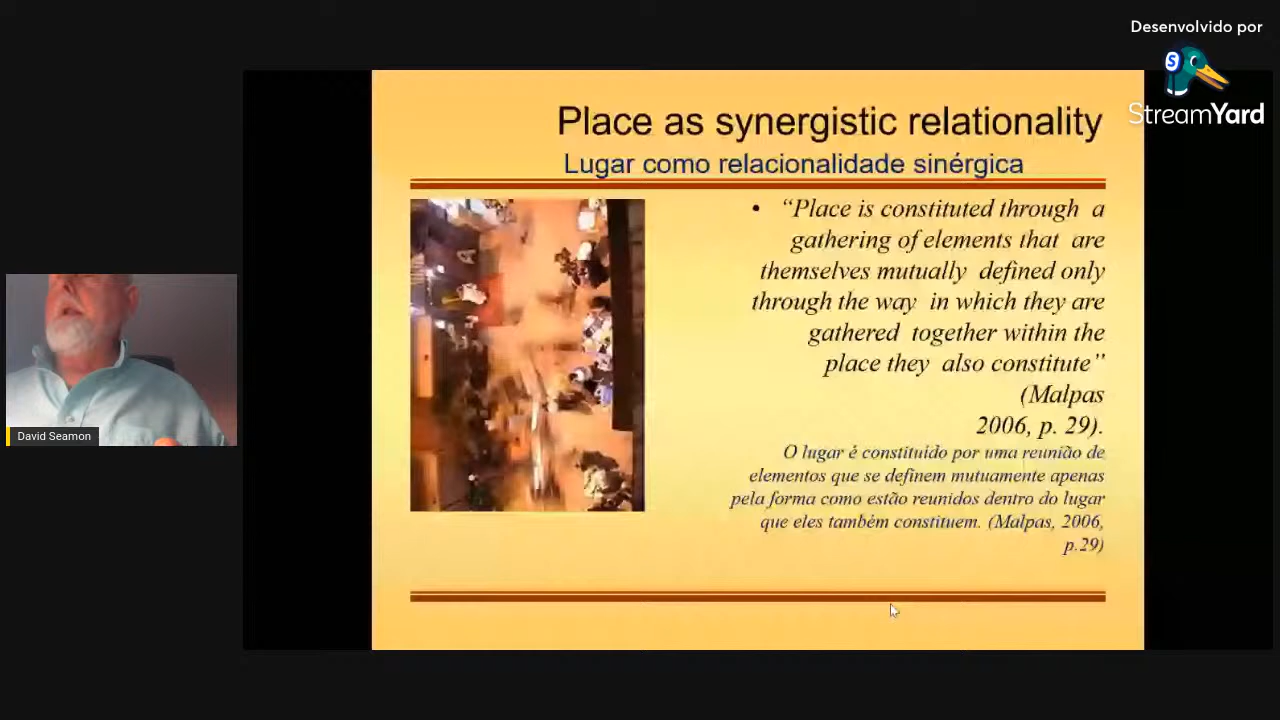 Desenvolvido por
StreamYard
Place as synergistic relationality
Lugar como relacionalidade sinérgica
• “Place is constituted through a
gathering of elements that are
themselves mutually defined only
through the way in which they are
gathered together within the
place they also constitute”
(Malpas
2006, p. 29).
O lugar é constituído por uma reunião de
elementos que se definem mutuamente apenas
pela forma como estão reunidos dentro do lugar
que eles também constituem. (Malpas, 2006,
p.29)
David Seamon